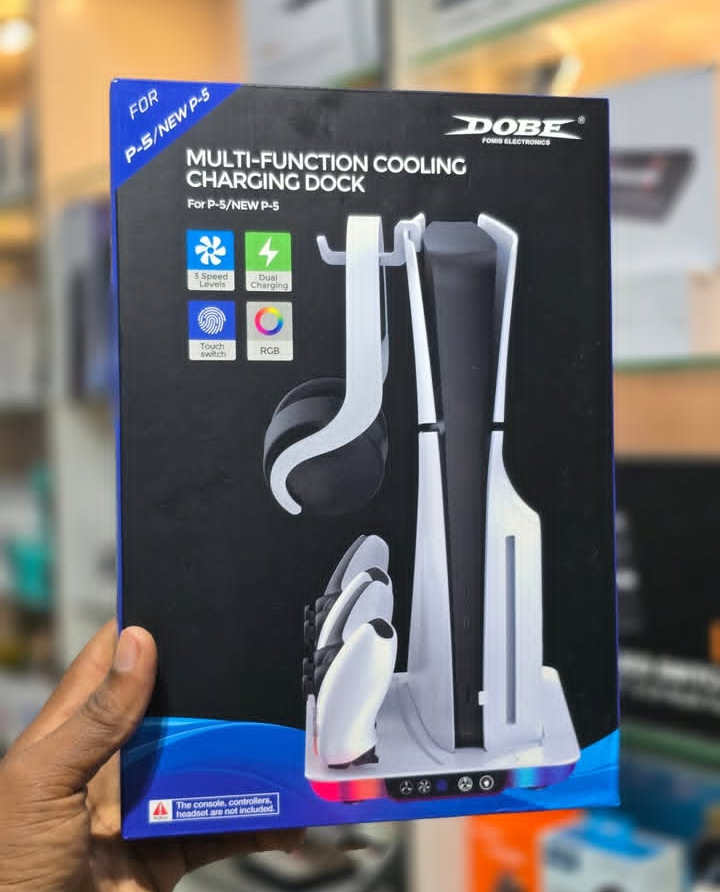 FOR
P-5/NEW P-5
DOBE®
FOMIS ELECTRONICS
MULTI-FUNCTION COOLING
CHARGING DOCK
For P-5/NEW P-5
3 Speed
Levels
Dual
Charging
Touch
switch
RGB
The console, controllers,
headset are not included.